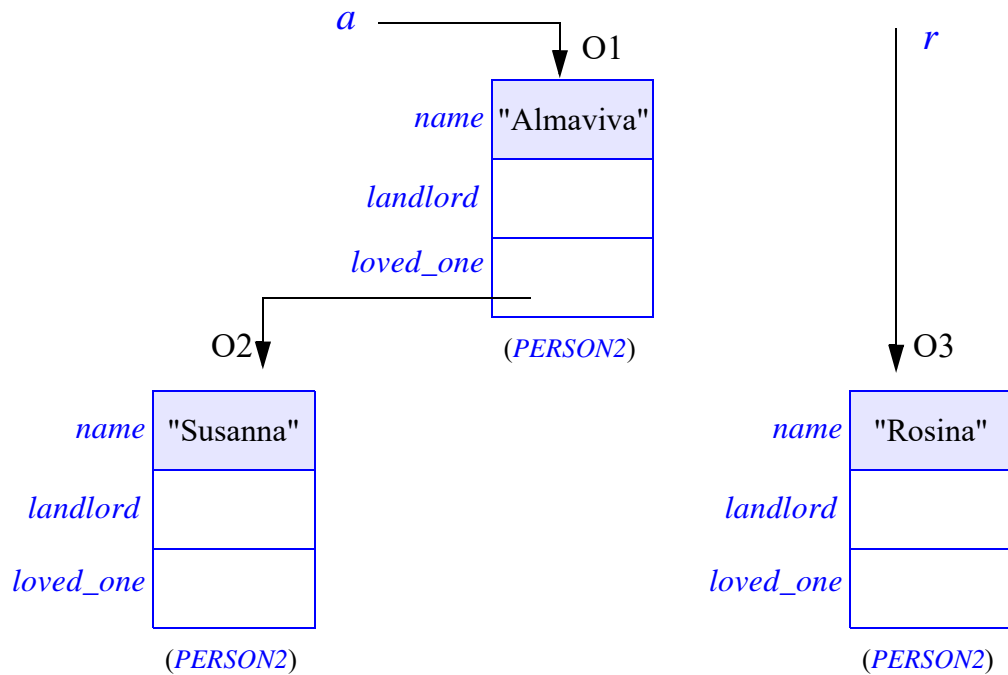 a
O1
r
name "Almaviva"
landlord
loved_one
(PERSON2)
O2
name "Susanna"
landlord
loved_one
(PERSON2)
O3
name "Rosina"
landlord
loved_one
(PERSON2)